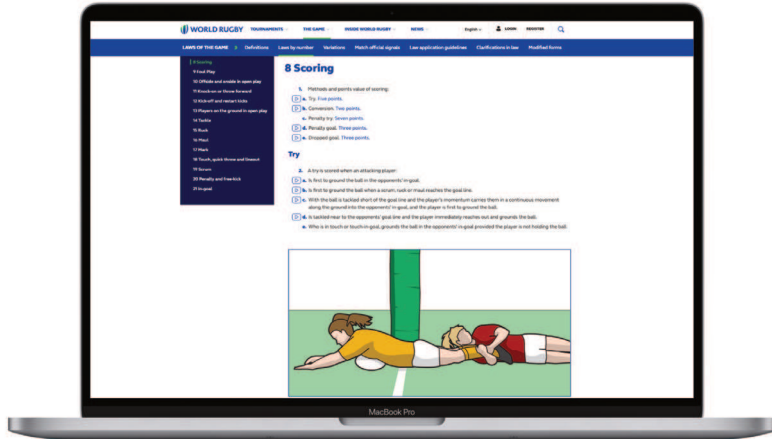 WORLD RUGBY TOURNAMENTS THE GAME INSIDE WORLD RUGBY NEWS English LOGIN REGISTER
LAWS OF THE GAME Definitions Laws by number Variations Match official signals Law application guidelines Clarifications in law Modified forms
8 Scoring
9 Foul Play
10 Offside and onside in open play
11 Knock-on or throw forward
12 Kick-off and restart kicks
13 Players on the ground in open play
14 Tackle
15 Ruck
16 Maul
17 Mark
18 Touch, quick throw and lineout
19 Scrum
20 Penalty and free-kick
21 In-goal
8 Scoring
1. Methods and points value of scoring:
a. Try. Five points.
b. Conversion. Two points.
c. Penalty try. Seven points.
d. Penalty goal. Three points.
e. Dropped goal. Three points.
Try
2. A try is scored when an attacking player:
a. Is first to ground the ball in the opponents' in-goal.
b. Is first to ground the ball when a scrum, ruck or maul reaches the goal line.
c. With the ball is tackled short of the goal line and the player's momentum carries them in a continuous movement
along the ground into the opponents' in-goal, and the player is first to ground the ball.
d. Is tackled near to the opponents' goal line and the player immediately reaches out and grounds the ball.
e. Who is in touch or touch-in-goal, grounds the ball in the opponents' in-goal provided the player is not holding the ball.
MacBook Pro